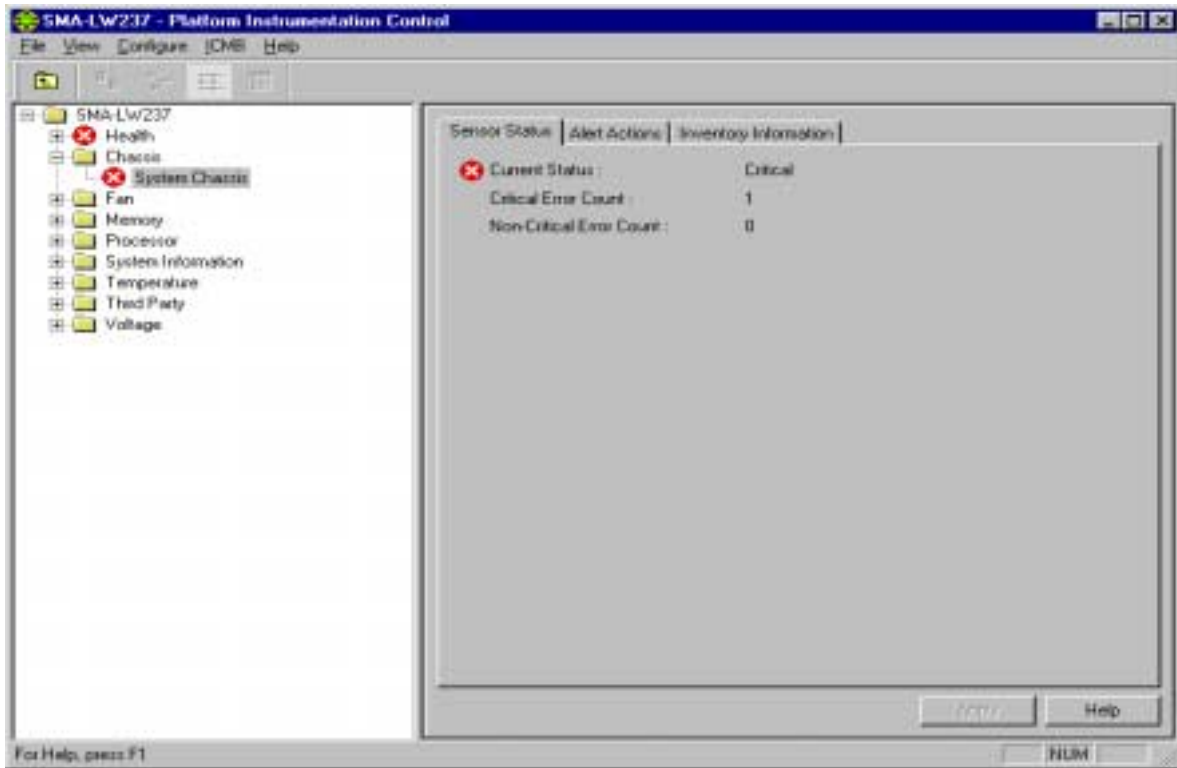 SMA-LW237 - Platform Instrumentation Control
File View Configure ICMB Help
SMA-LW237
Health
Chassis
System Chassis
Fan
Memory
Processor
System Information
Temperature
Third Party
Voltage
Sensor Status Alert Actions Inventory Information
Current Status : Critical
Critical Error Count : 1
Non-Critical Error Count : 0
Apply Help
For Help, press F1 NUM